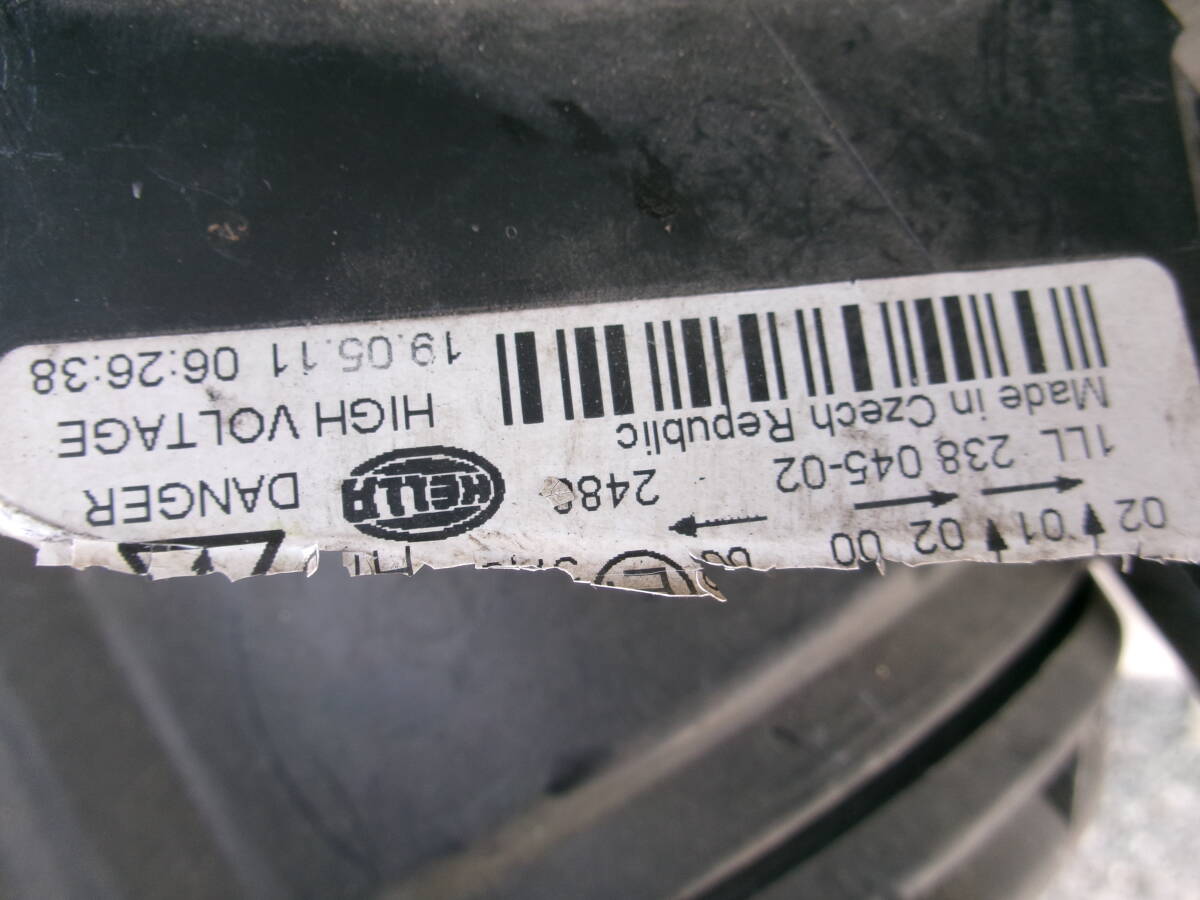 02 01 02 00
1LL 238 045-02
Made in Czech Republic
HELLA
DANGER
HIGH VOLTAGE
19.05.11 06:26:38